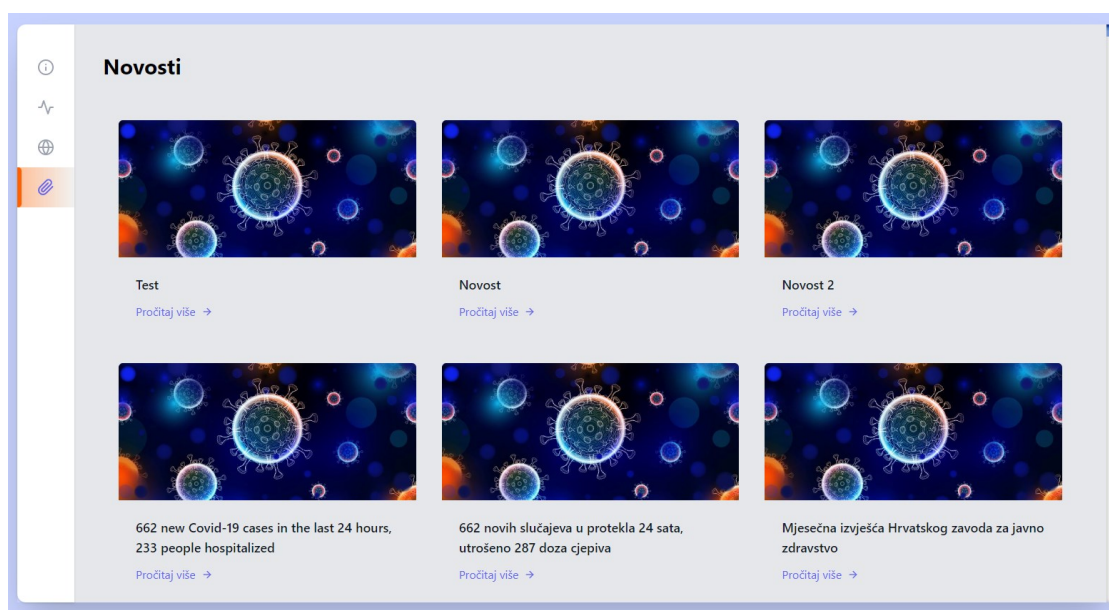 Novosti
Test
Pročitaj više →
Novost
Pročitaj više →
Novost 2
Pročitaj više →
662 new Covid-19 cases in the last 24 hours,
233 people hospitalized
Pročitaj više →
662 novih slučajeva u protekla 24 sata,
utrošeno 287 doza cjepiva
Pročitaj više →
Mjesečna izvješća Hrvatskog zavoda za javno
zdravstvo
Pročitaj više →